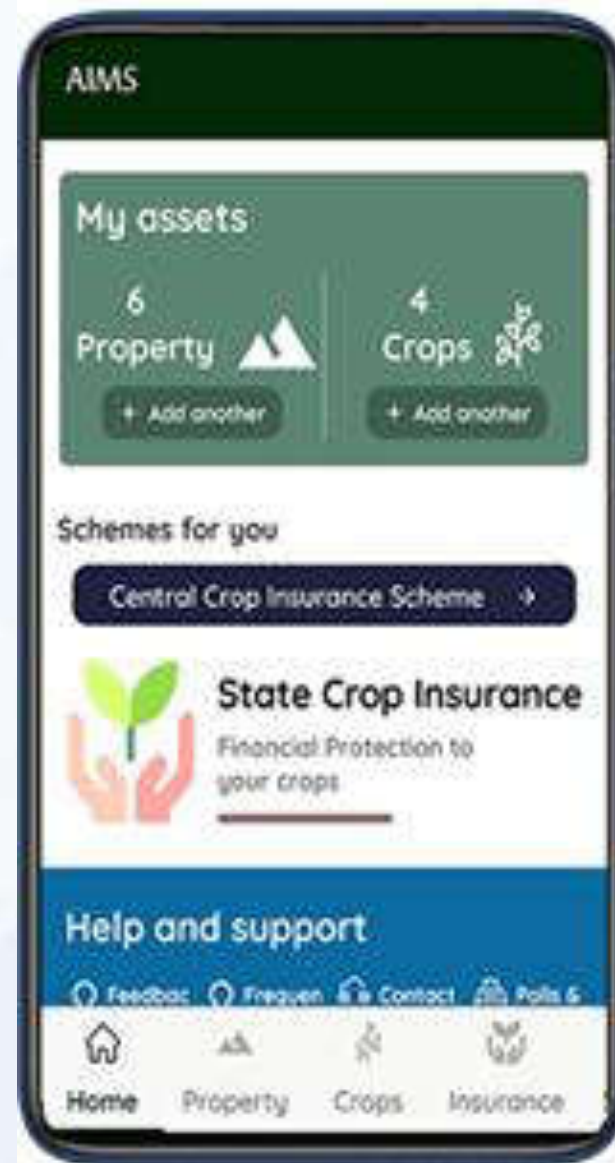 AIMS
My assets
6
Property
+ Add another
4
Crops
+ Add another
Schemes for you
Central Crop Insurance Scheme →
State Crop Insurance
Financial Protection to
your crops
Help and support
Feedbac Frequen Contact Polls &
Home Property Crops Insurance